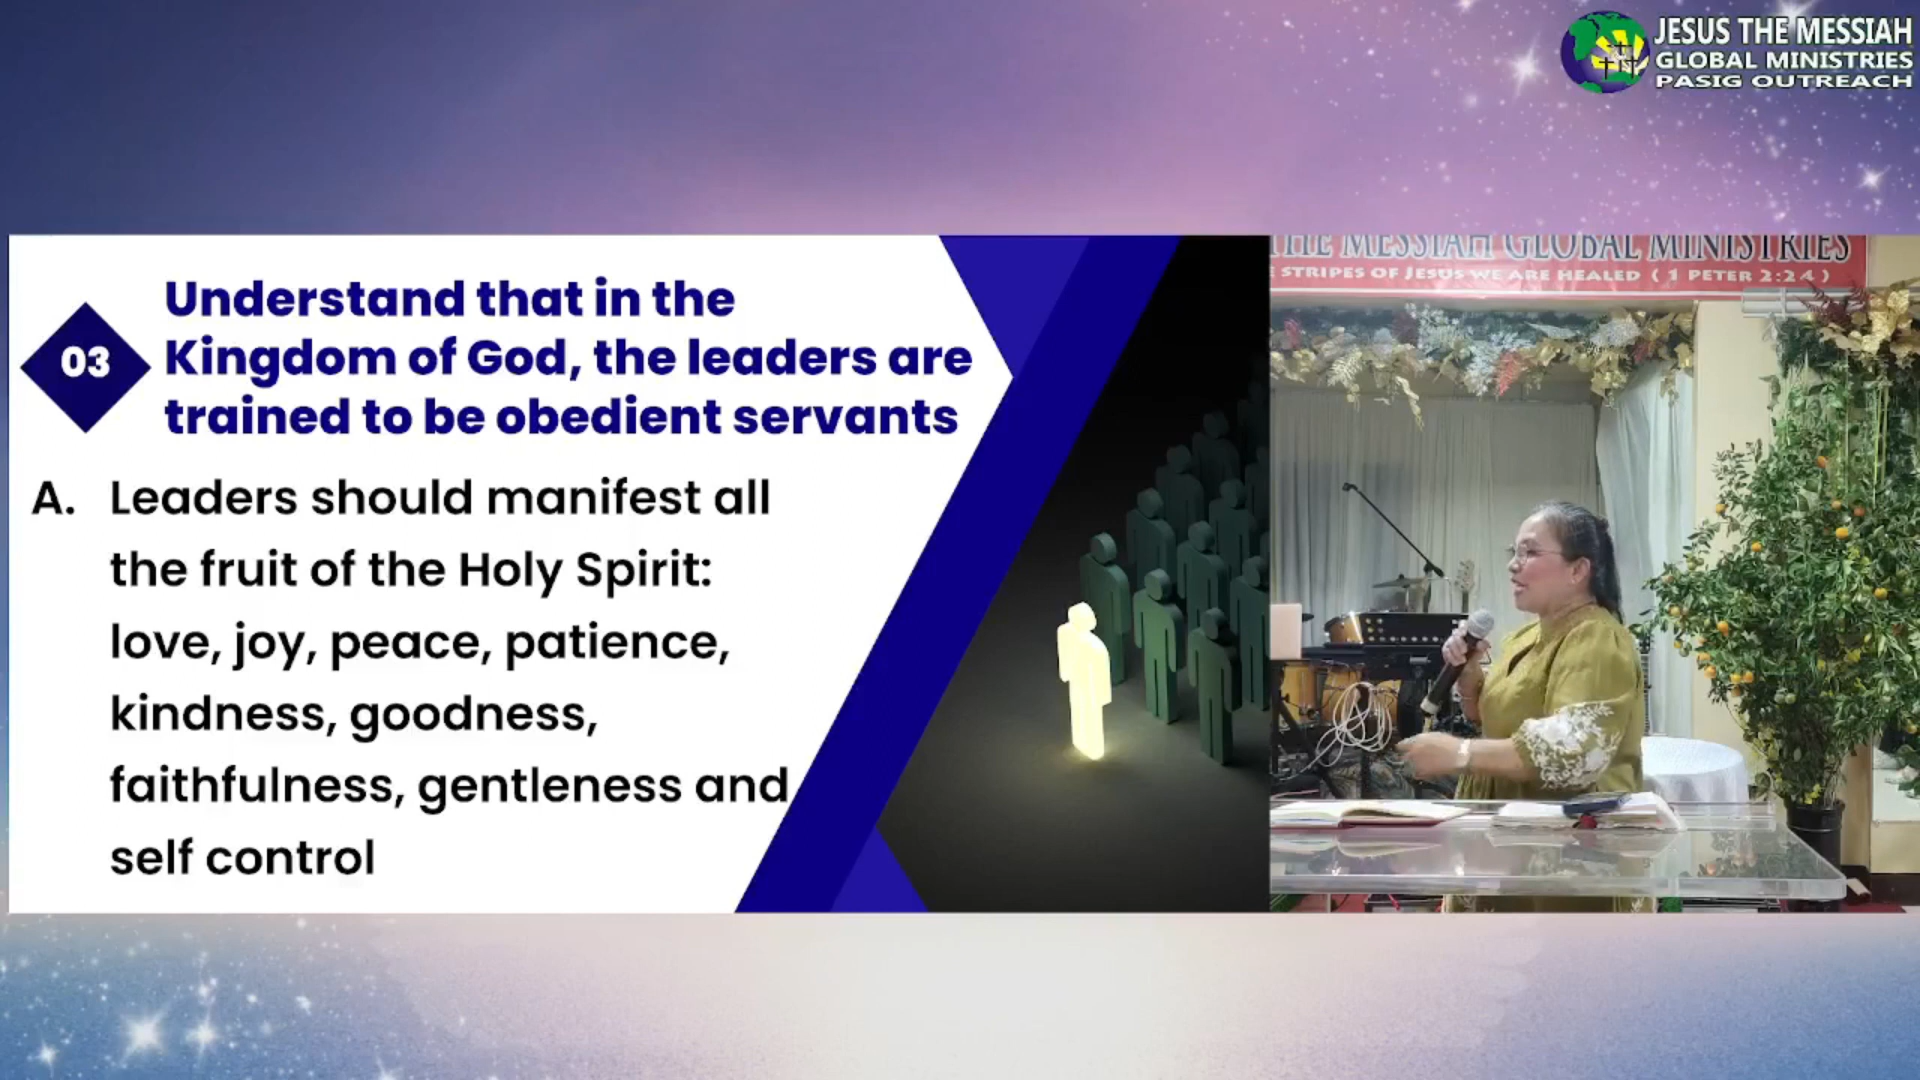 JESUS THE MESSIAH
GLOBAL MINISTRIES
PASIG OUTREACH
03
Understand that in the
Kingdom of God, the leaders are
trained to be obedient servants
A. Leaders should manifest all
the fruit of the Holy Spirit:
love, joy, peace, patience,
kindness, goodness,
faithfulness, gentleness and
self control
THE MESSIAH GLOBAL MINISTRIES
STRIPES OF JESUS WE ARE HEALED ( 1 PETER 2:24 )